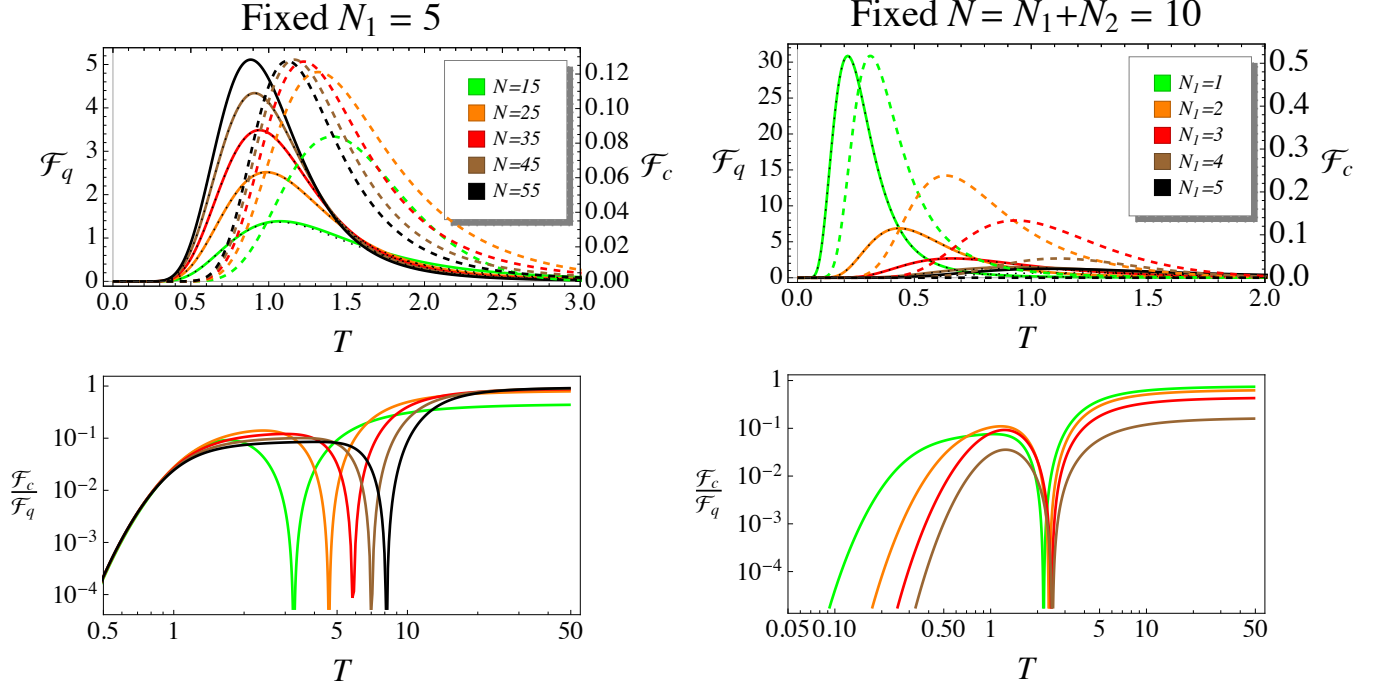 Fixed N₁ = 5
5
4
3
2
1
0
ℱq
0.12
0.10
0.08
0.06
0.04
0.02
0.00
ℱc
N=15
N=25
N=35
N=45
N=55
0.0 0.5 1.0 1.5 2.0 2.5 3.0
T
Fixed N = N₁+N₂ = 10
30
25
20
15
10
5
0
ℱq
0.5
0.4
0.3
0.2
0.1
0.0
ℱc
N₁=1
N₁=2
N₁=3
N₁=4
N₁=5
0.0 0.5 1.0 1.5 2.0
T
1
10⁻¹
10⁻²
10⁻³
10⁻⁴
ℱc
ℱq
0.5 1 5 10 50
T
1
10⁻¹
10⁻²
10⁻³
10⁻⁴
ℱc
ℱq
0.05 0.10 0.50 1 5 10 50
T